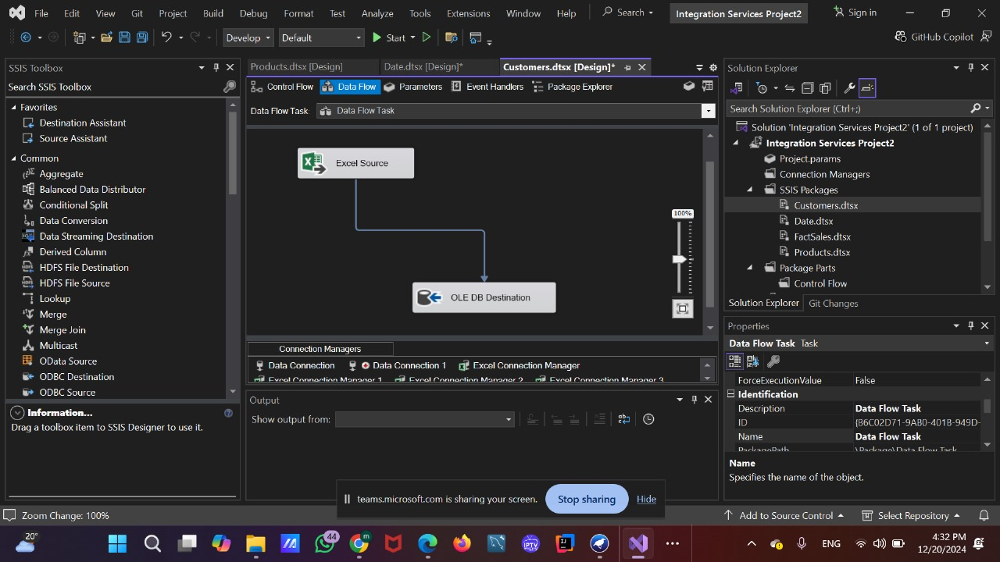 File Edit View Git Project Build Debug Format Test Analyze Tools Extensions Window Help Search Integration Services Project2 Sign in
Develop Default Start GitHub Copilot
SSIS Toolbox
Search SSIS Toolbox
Favorites
Destination Assistant
Source Assistant
Common
Aggregate
Balanced Data Distributor
Conditional Split
Data Conversion
Data Streaming Destination
Derived Column
HDFS File Destination
HDFS File Source
Lookup
Merge
Merge Join
Multicast
OData Source
ODBC Destination
ODBC Source
Information...
Drag a toolbox item to SSIS Designer to use it.
Products.dtsx [Design] Date.dtsx [Design]* Customers.dtsx [Design]*
Control Flow Data Flow Parameters Event Handlers Package Explorer
Data Flow Task: Data Flow Task
Excel Source
100%
OLE DB Destination
Connection Managers
Data Connection Data Connection 1 Excel Connection Manager
Excel Connection Manager 1 Excel Connection Manager 2 Excel Connection Manager 3
Output
Show output from:
Solution Explorer
Search Solution Explorer (Ctrl+;)
Solution 'Integration Services Project2' (1 of 1 project)
Integration Services Project2
Project.params
Connection Managers
SSIS Packages
Customers.dtsx
Date.dtsx
FactSales.dtsx
Products.dtsx
Package Parts
Control Flow
Solution Explorer Git Changes
Properties
Data Flow Task Task
ForceExecutionValue False
Identification
Description Data Flow Task
ID {B6C02D71-9AB0-401B-949D-
Name Data Flow Task
PackagePath \Package\Data Flow Task
Name
Specifies the name of the object.
teams.microsoft.com is sharing your screen. Stop sharing Hide
Zoom Change: 100% Add to Source Control Select Repository
20° 44 m ENG 4:32 PM
12/20/2024